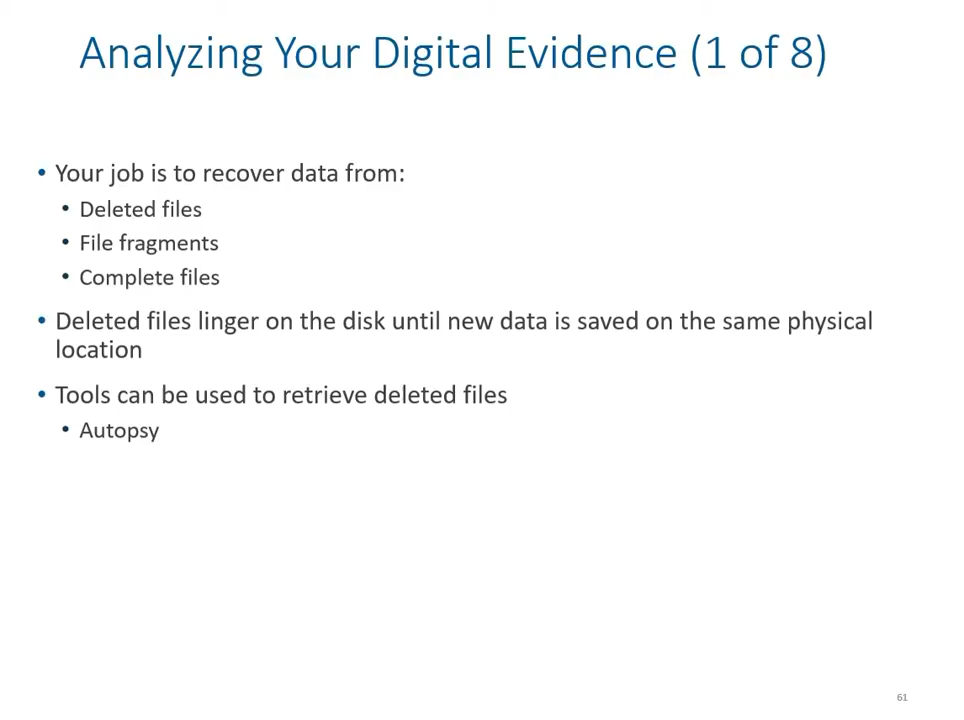 Analyzing Your Digital Evidence (1 of 8)
• Your job is to recover data from:
• Deleted files
• File fragments
• Complete files
• Deleted files linger on the disk until new data is saved on the same physical
location
• Tools can be used to retrieve deleted files
• Autopsy
61